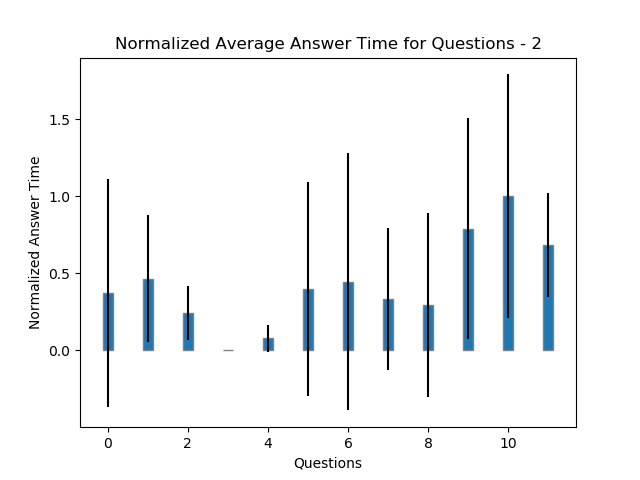 Normalized Average Answer Time for Questions - 2
Normalized Answer Time
1.5
1.0
0.5
0.0
0 2 4 6 8 10
Questions